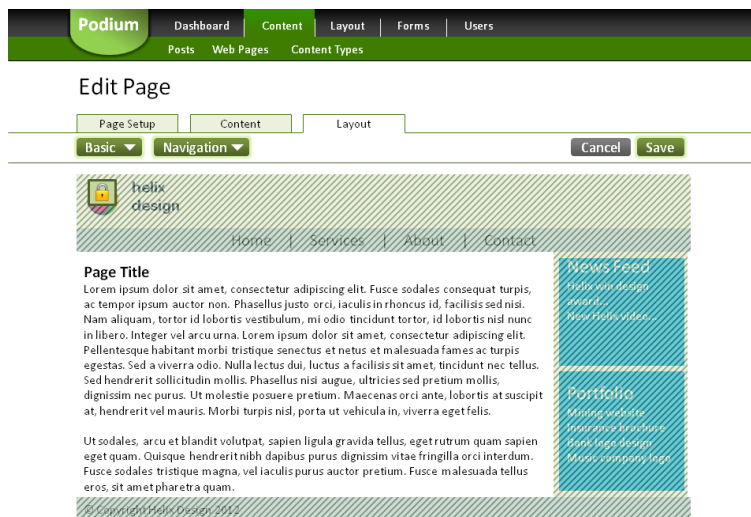 Podium Dashboard Content Layout Forms Users
Posts Web Pages Content Types
Edit Page
Page Setup Content Layout
Basic Navigation Cancel Save
helix
design
Home | Services | About | Contact
Page Title
Lorem ipsum dolor sit amet, consectetur adipiscing elit. Fusce sodales consequat turpis,
ac tempor ipsum auctor non. Phasellus justo orci, iaculis in rhoncus id, facilisis sed nisi.
Nam aliquam, tortor id lobortis vestibulum, mi odio tincidunt tortor, id lobortis nisl nunc
in libero. Integer vel arcu urna. Lorem ipsum dolor sit amet, consectetur adipiscing elit.
Pellentesque habitant morbi tristique senectus et netus et malesuada fames ac turpis
egestas. Sed a viverra odio. Nulla lectus dui, luctus a facilisis sit amet, tincidunt nec tellus.
Sed hendrerit sollicitudin mollis. Phasellus nisi augue, ultricies sed pretium mollis,
dignissim nec purus. Ut molestie posuere pretium. Maecenas orci ante, lobortis at suscipit
at, hendrerit vel mauris. Morbi turpis nisl, porta ut vehicula in, viverra eget felis.
Ut sodales, arcu et blandit volutpat, sapien ligula gravida tellus, eget rutrum quam sapien
eget quam. Quisque hendrerit nibh dapibus purus dignissim vitae fringilla orci interdum.
Fusce sodales tristique magna, vel iaculis purus auctor pretium. Fusce malesuada tellus
eros, sit amet pharetra quam.
News Feed
Helix win design
award...
New Helix video...
Portfolio
Mining website
Insurance brochure
Bank logo design
Music company logo
© Copyright Helix Design 2012